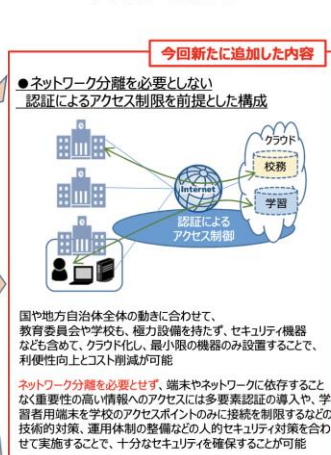 今回新たに追加した内容
●ネットワーク分離を必要としない
認証によるアクセス制限を前提とした構成
クラウド
校務
Internet
学習
認証による
アクセス制御
国や地方自治体全体の動きに合わせて、
教育委員会や学校も、極力設備を持たず、セキュリティ機器
なども含めて、クラウド化し、最小限の機器のみ設置することで、
利便性向上とコスト削減が可能
ネットワーク分離を必要とせず、端末やネットワークに依存すること
なく重要性の高い情報へのアクセスには多要素認証の導入や、学
習者用端末を学校のアクセスポイントのみに接続を制限するなどの
技術的対策、運用体制の整備などの人的セキュリティ対策を合わ
せて実施することで、十分なセキュリティを確保することが可能